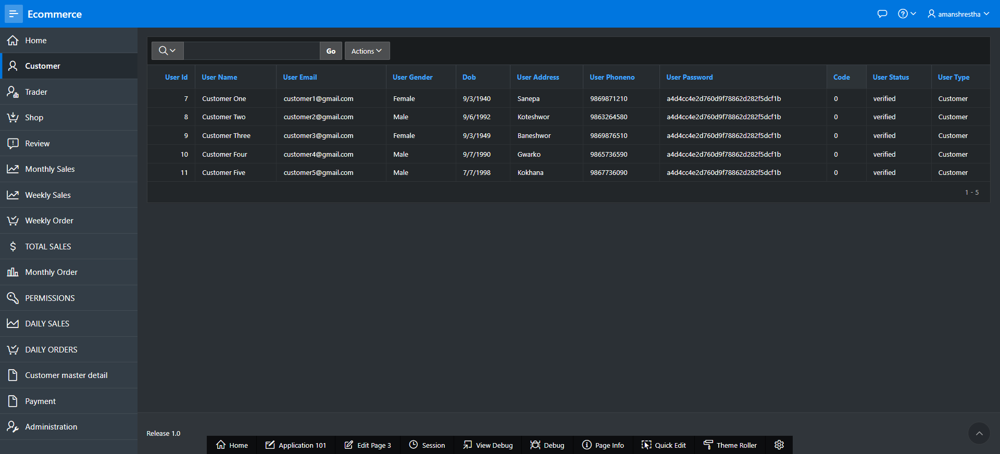 Ecommerce
amanshrestha
Home
Customer
Trader
Shop
Review
Monthly Sales
Weekly Sales
Weekly Order
TOTAL SALES
Monthly Order
PERMISSIONS
DAILY SALES
DAILY ORDERS
Customer master detail
Payment
Administration
Go Actions
User Id User Name User Email User Gender Dob User Address User Phoneno User Password Code User Status User Type
7 Customer One customer1@gmail.com Female 9/3/1940 Sanepa 9869871210 a4d4cc4e2d760d9f78862d282f5dcf1b 0 verified Customer
8 Customer Two customer2@gmail.com Male 9/6/1992 Koteshwor 9863264580 a4d4cc4e2d760d9f78862d282f5dcf1b 0 verified Customer
9 Customer Three customer3@gmail.com Female 9/3/1949 Baneshwor 9869876510 a4d4cc4e2d760d9f78862d282f5dcf1b 0 verified Customer
10 Customer Four customer4@gmail.com Male 9/7/1990 Gwarko 9865736590 a4d4cc4e2d760d9f78862d282f5dcf1b 0 verified Customer
11 Customer Five customer5@gmail.com Male 7/7/1998 Kokhana 9867736090 a4d4cc4e2d760d9f78862d282f5dcf1b 0 verified Customer
1 - 5
Release 1.0
Home Application 101 Edit Page 3 Session View Debug Debug Page Info Quick Edit Theme Roller